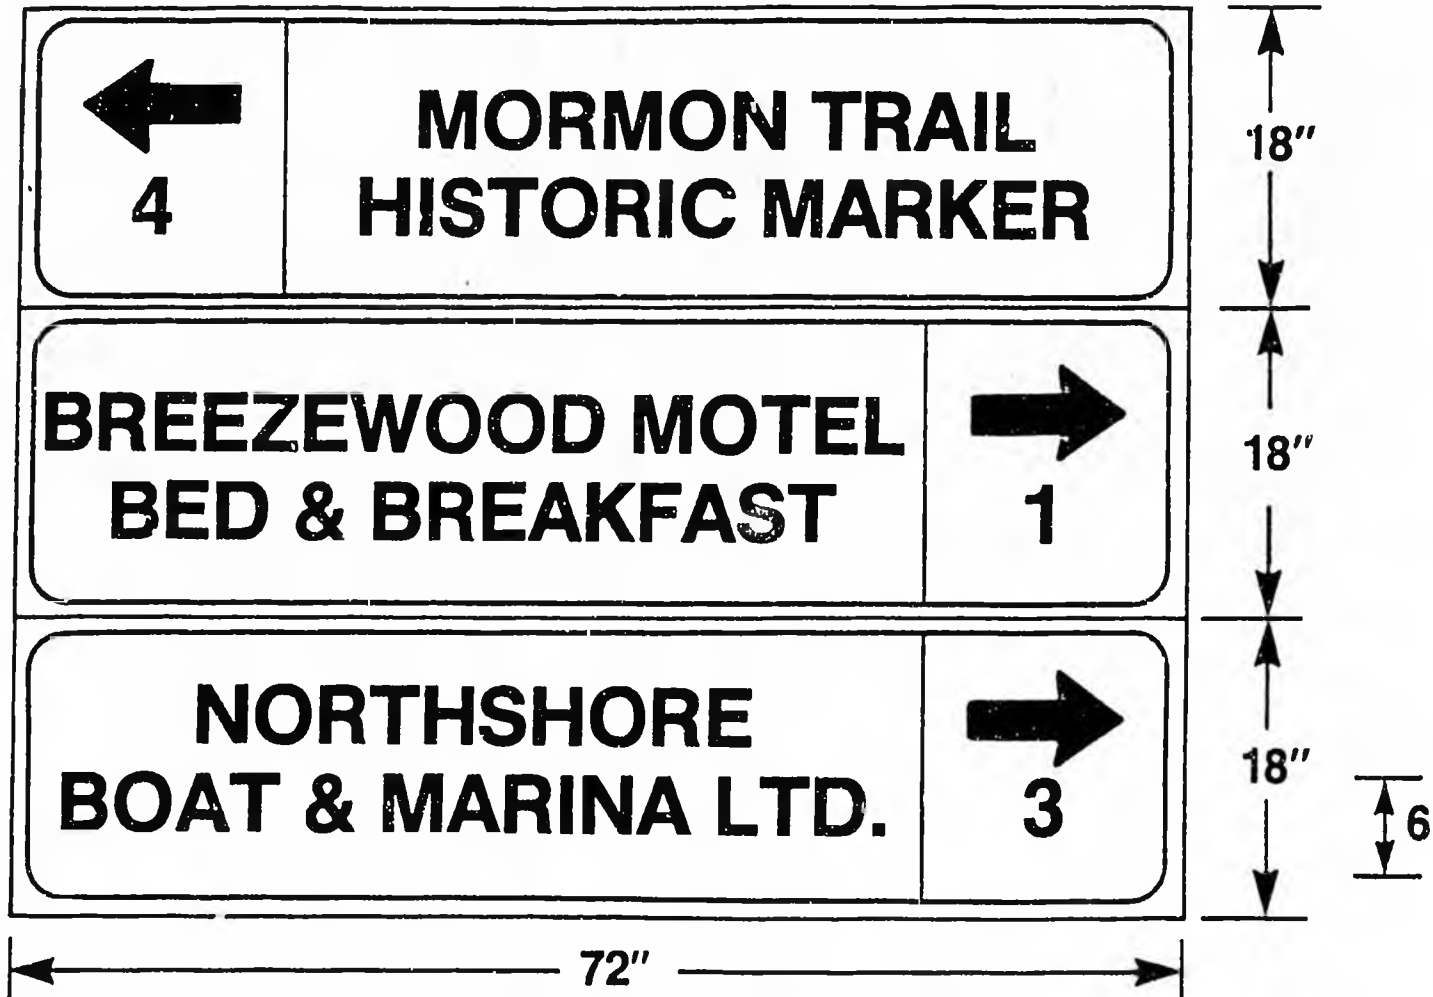 MORMON TRAIL
HISTORIC MARKER
4
18"
BREEZEWOOD MOTEL
BED & BREAKFAST
1
18"
NORTHSHORE
BOAT & MARINA LTD.
3
18"
6
72"